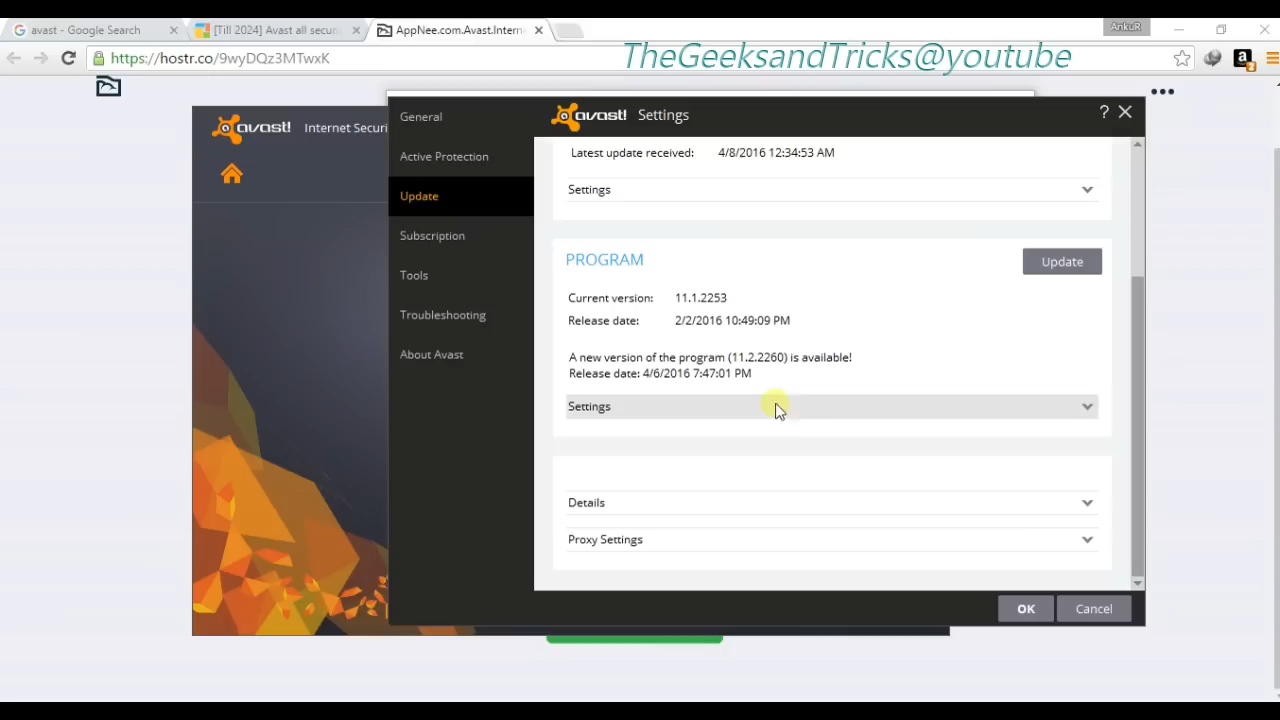 avast - Google Search
[Till 2024] Avast all secur
AppNee.com.Avast.Intern
AnkuR
https://hostr.co/9wyDQz3MTwxK
TheGeeksandTricks@youtube
2
avast! Internet Securi
General
Active Protection
Update
Subscription
Tools
Troubleshooting
About Avast
avast! Settings
?
Latest update received: 4/8/2016 12:34:53 AM
Settings
PROGRAM
Update
Current version: 11.1.2253
Release date: 2/2/2016 10:49:09 PM
A new version of the program (11.2.2260) is available!
Release date: 4/6/2016 7:47:01 PM
Settings
Details
Proxy Settings
OK
Cancel